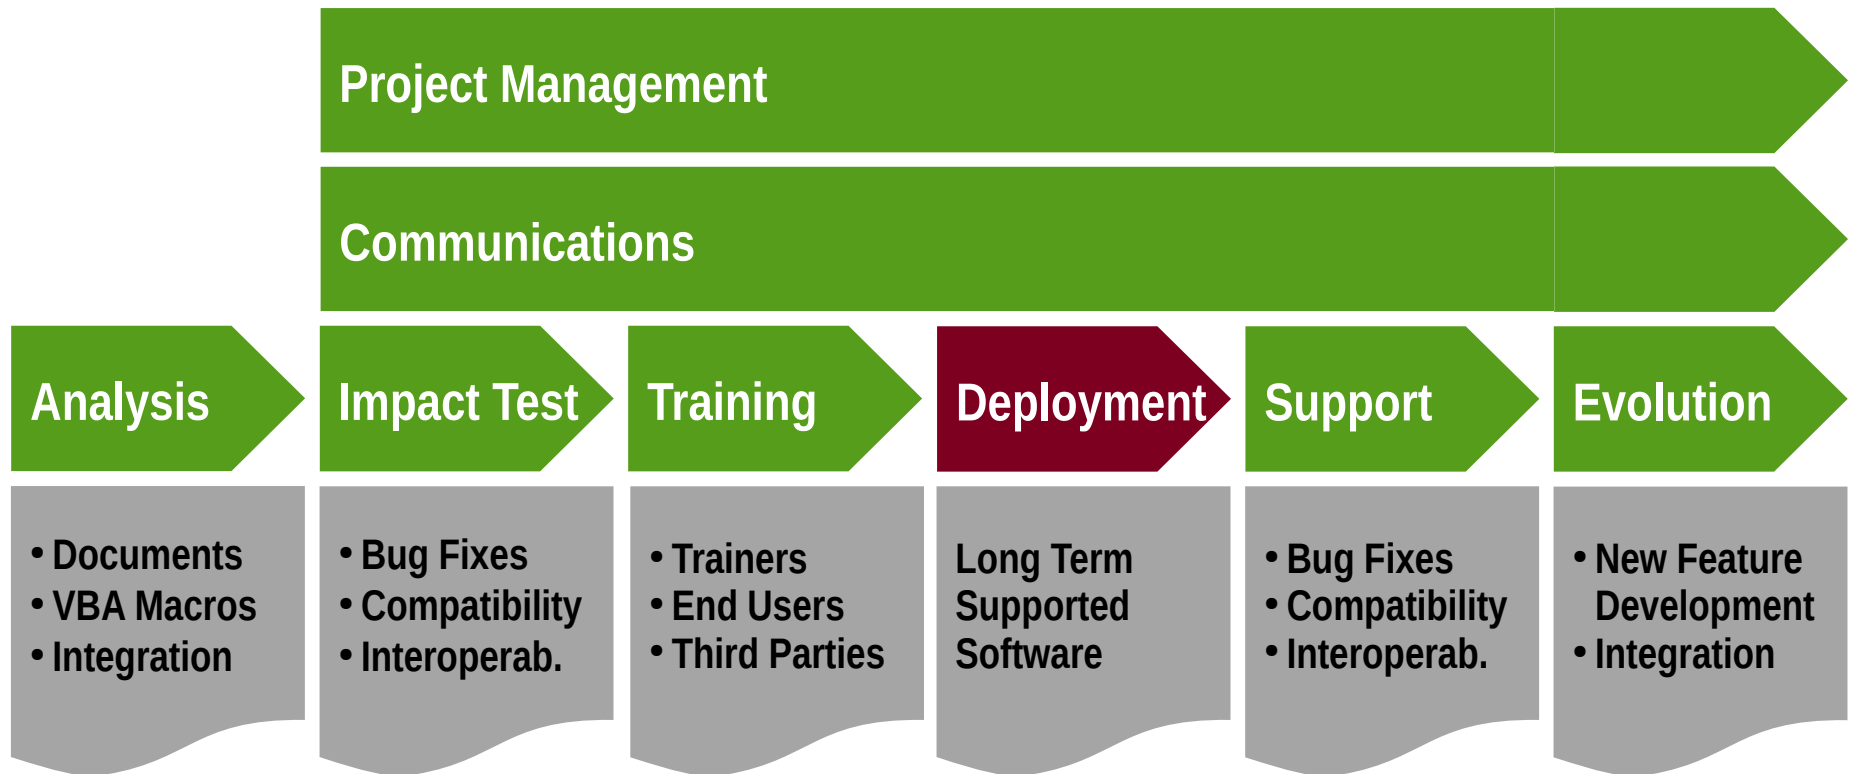 Project Management
Communications
Analysis
Impact Test
Training
Deployment
Support
Evolution
• Documents
• VBA Macros
• Integration
• Bug Fixes
• Compatibility
• Interoperab.
• Trainers
• End Users
• Third Parties
Long Term
Supported
Software
• Bug Fixes
• Compatibility
• Interoperab.
• New Feature
Development
• Integration